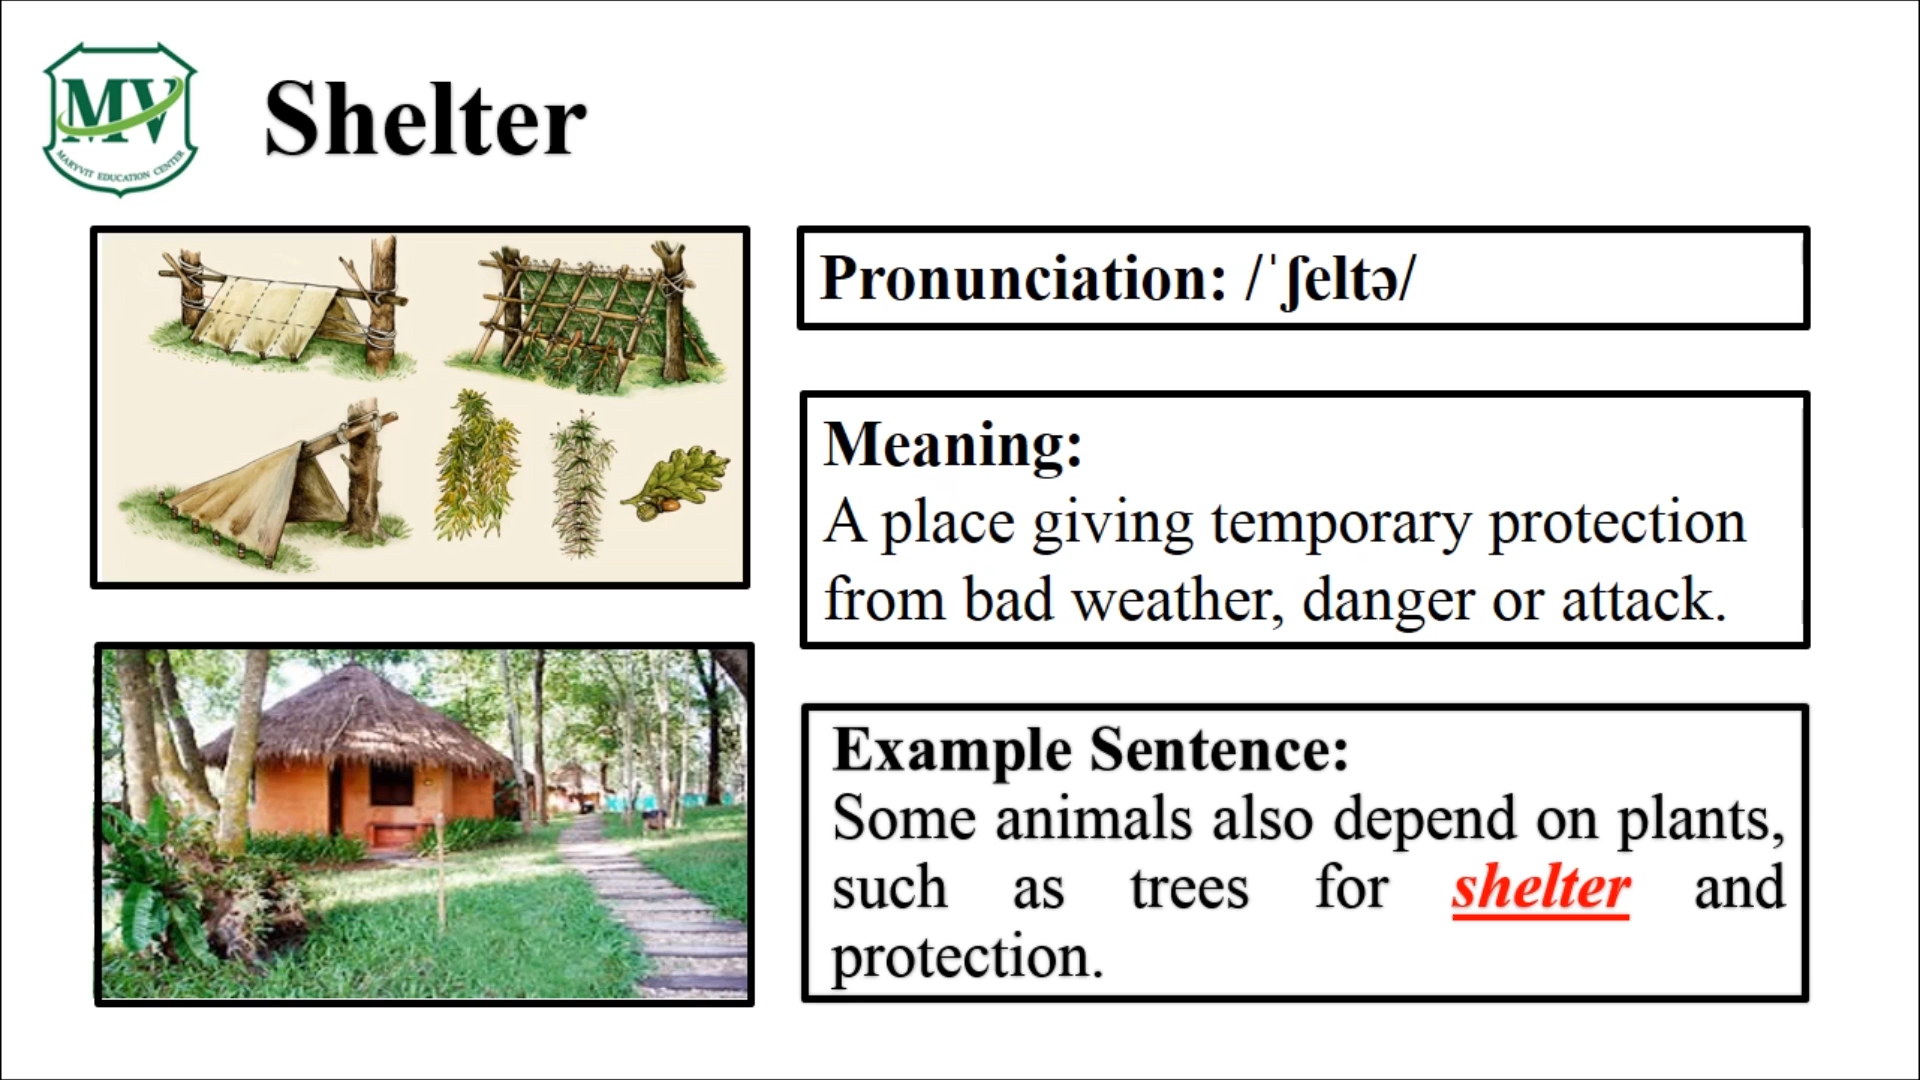 MV
MARYVIT EDUCATION CENTER
Shelter
Pronunciation: /ˈʃeltə/
Meaning:
A place giving temporary protection
from bad weather, danger or attack.
Example Sentence:
Some animals also depend on plants,
such as trees for shelter and
protection.